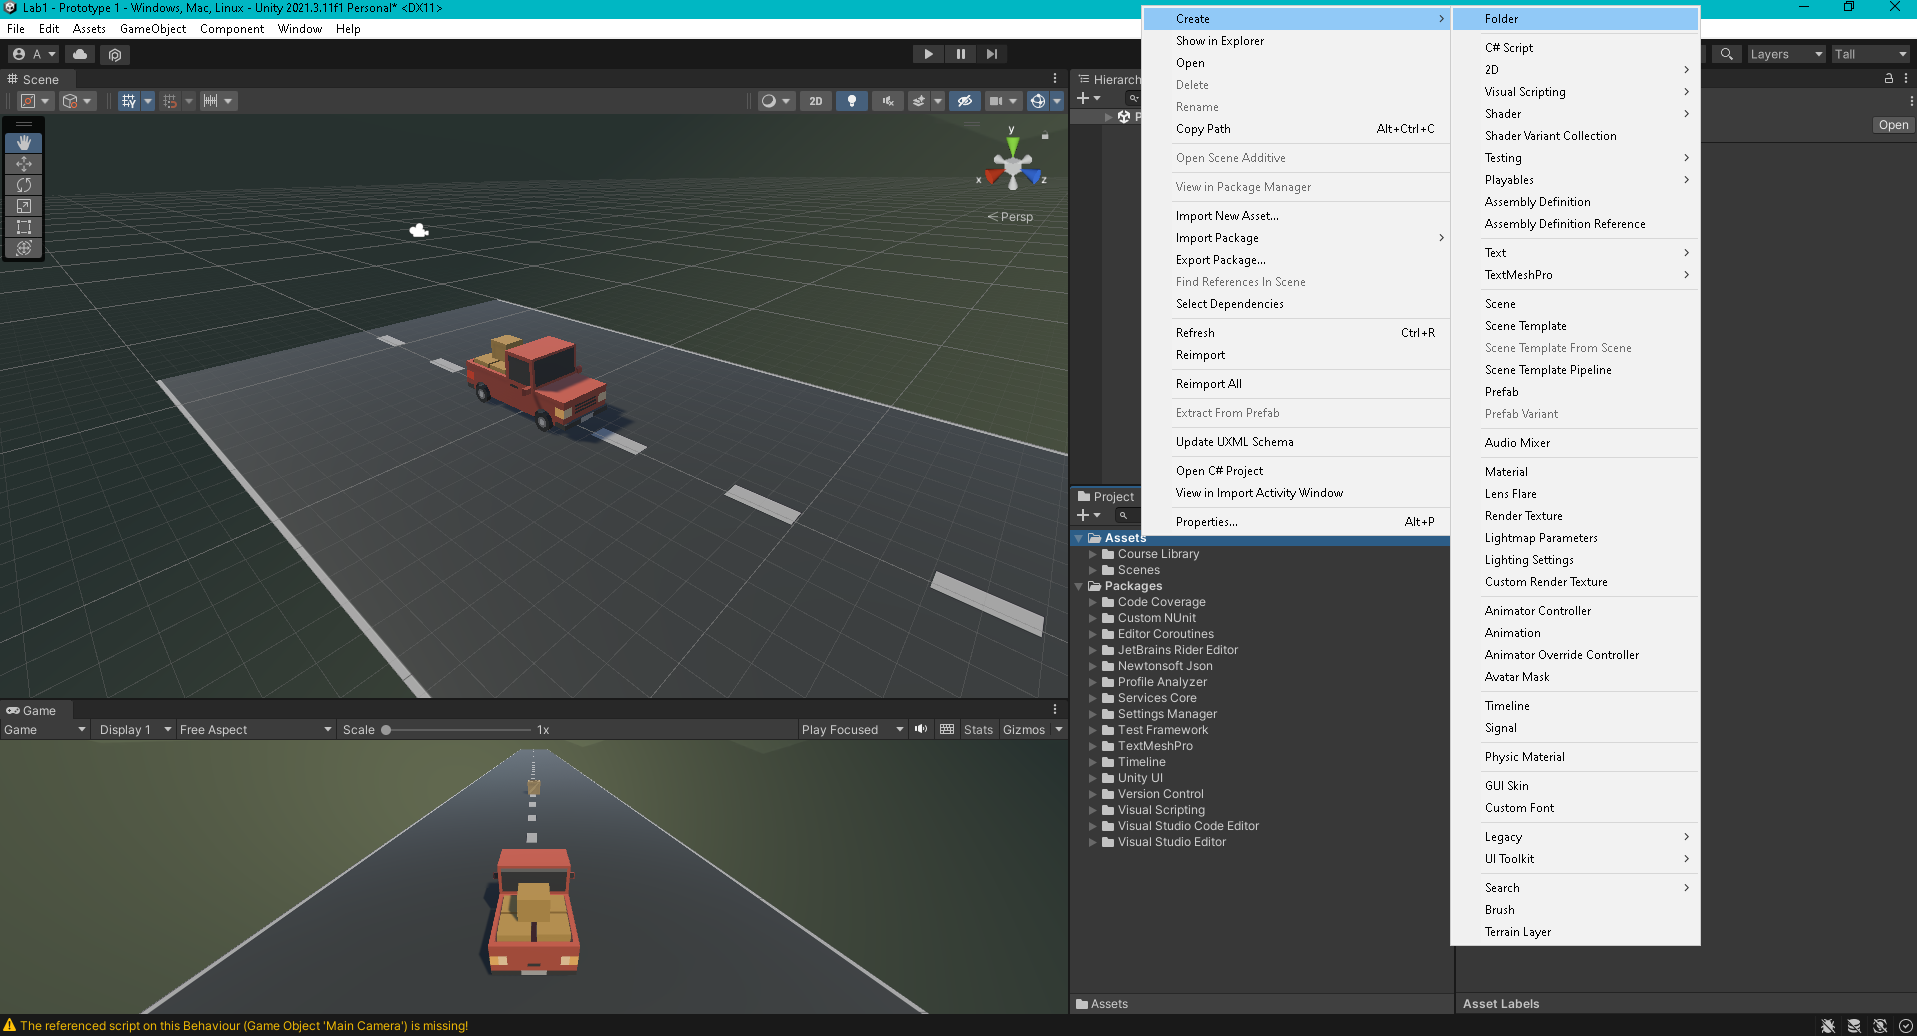 Lab1 - Prototype 1 - Windows, Mac, Linux - Unity 2021.3.11f1 Personal* <DX11>
File Edit Assets GameObject Component Window Help
A
Layers
Tall
Scene
2D
y
x
z
Persp
Hierarch
P
Open
Create
Show in Explorer
Open
Delete
Rename
Copy Path Alt+Ctrl+C
Open Scene Additive
View in Package Manager
Import New Asset...
Import Package
Export Package...
Find References In Scene
Select Dependencies
Refresh Ctrl+R
Reimport
Reimport All
Extract From Prefab
Update UXML Schema
Open C# Project
View in Import Activity Window
Properties... Alt+P
Folder
C# Script
2D
Visual Scripting
Shader
Shader Variant Collection
Testing
Playables
Assembly Definition
Assembly Definition Reference
Text
TextMeshPro
Scene
Scene Template
Scene Template From Scene
Scene Template Pipeline
Prefab
Prefab Variant
Audio Mixer
Material
Lens Flare
Render Texture
Lightmap Parameters
Lighting Settings
Custom Render Texture
Animator Controller
Animation
Animator Override Controller
Avatar Mask
Timeline
Signal
Physic Material
GUI Skin
Custom Font
Legacy
UI Toolkit
Search
Brush
Terrain Layer
Project
Assets
Course Library
Scenes
Packages
Code Coverage
Custom NUnit
Editor Coroutines
JetBrains Rider Editor
Newtonsoft Json
Profile Analyzer
Services Core
Settings Manager
Test Framework
TextMeshPro
Timeline
Unity UI
Version Control
Visual Scripting
Visual Studio Code Editor
Visual Studio Editor
Assets
Asset Labels
Game
Game Display 1 Free Aspect Scale 1x Play Focused Stats Gizmos
The referenced script on this Behaviour (Game Object 'Main Camera') is missing!